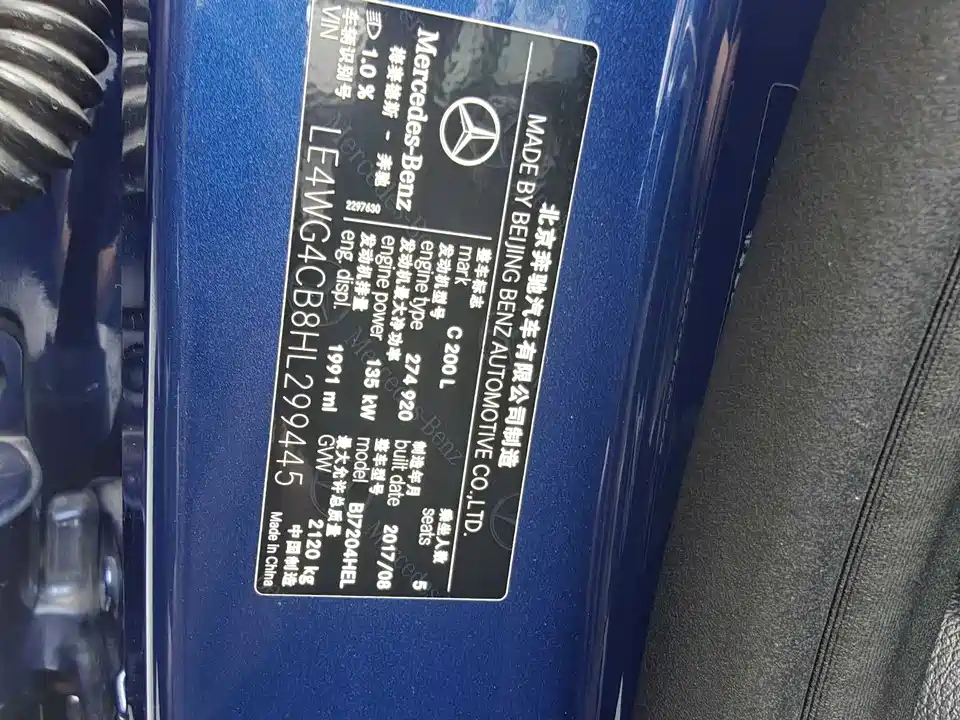 北京奔驰汽车有限公司制造
MADE BY BEIJING BENZ AUTOMOTIVE CO.,LTD.
Mercedes-Benz
梅赛德斯 - 奔驰
1.0 %
2297630
整车标志
mark C 200 L
乘坐人数
seats 5
发动机型号
engine type 274 920
制造年月
built date 2017/08
发动机最大净功率
engine power 135 kW
整车型号
model BJ7204HEL
发动机排量
eng. displ. 1991 ml
最大允许总质量
GVW 2120 kg
车辆识别号
VIN LE4WG4CB8HL299445
中国制造
Made in China